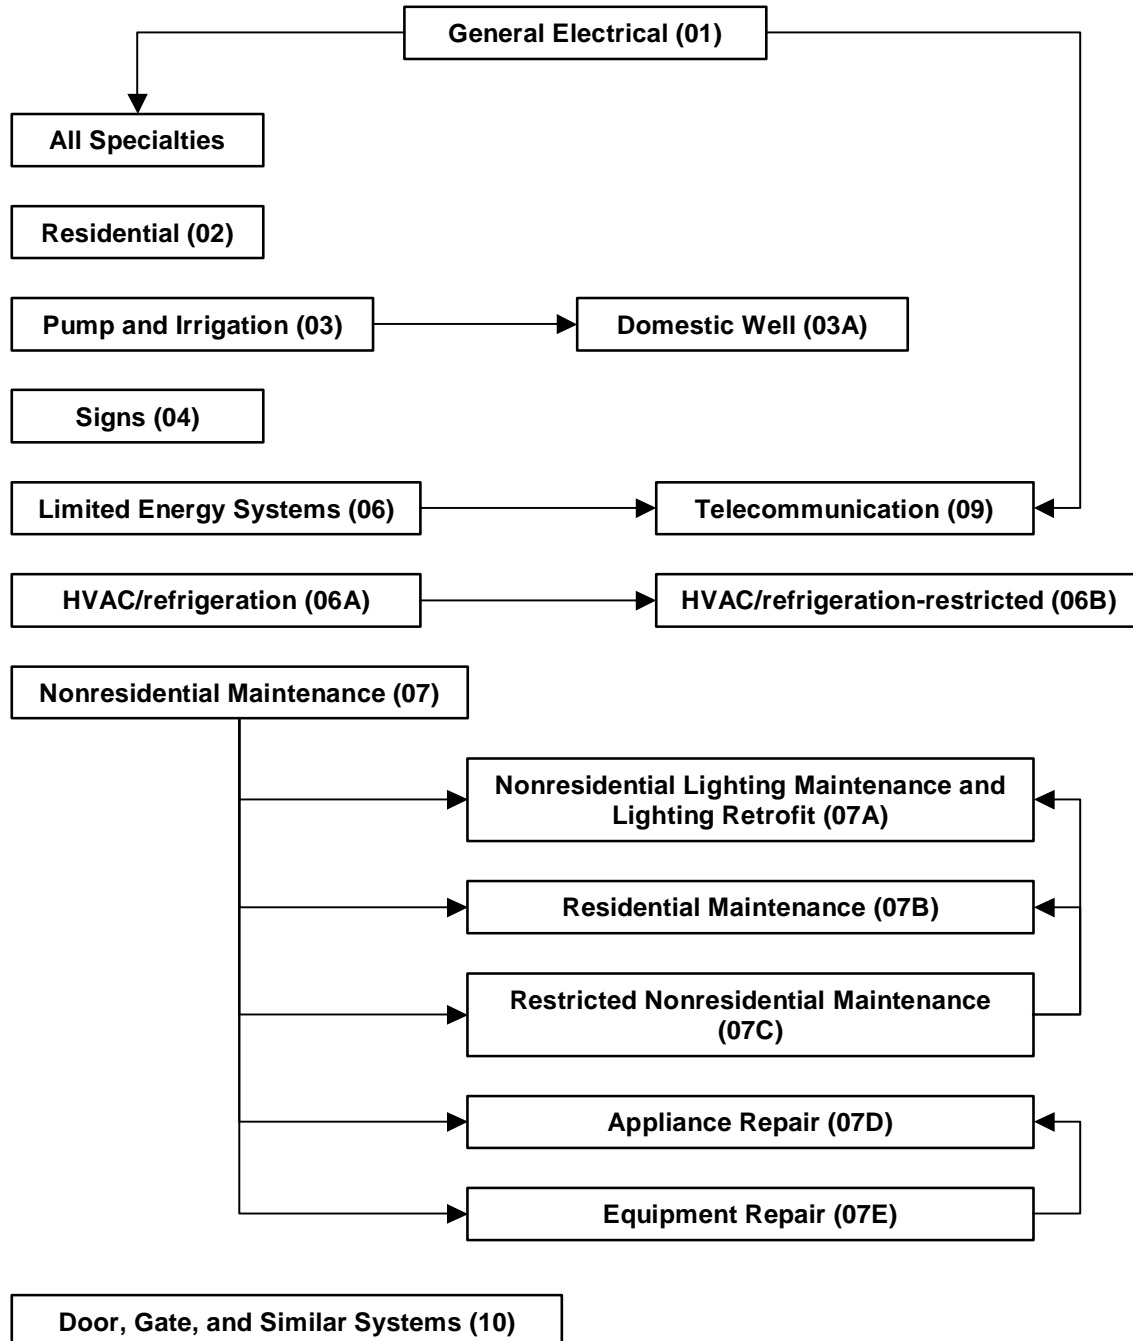 General Electrical (01)
All Specialties
Residential (02)
Pump and Irrigation (03)
Domestic Well (03A)
Signs (04)
Limited Energy Systems (06)
Telecommunication (09)
HVAC/refrigeration (06A)
HVAC/refrigeration-restricted (06B)
Nonresidential Maintenance (07)
Nonresidential Lighting Maintenance and
Lighting Retrofit (07A)
Residential Maintenance (07B)
Restricted Nonresidential Maintenance
(07C)
Appliance Repair (07D)
Equipment Repair (07E)
Door, Gate, and Similar Systems (10)